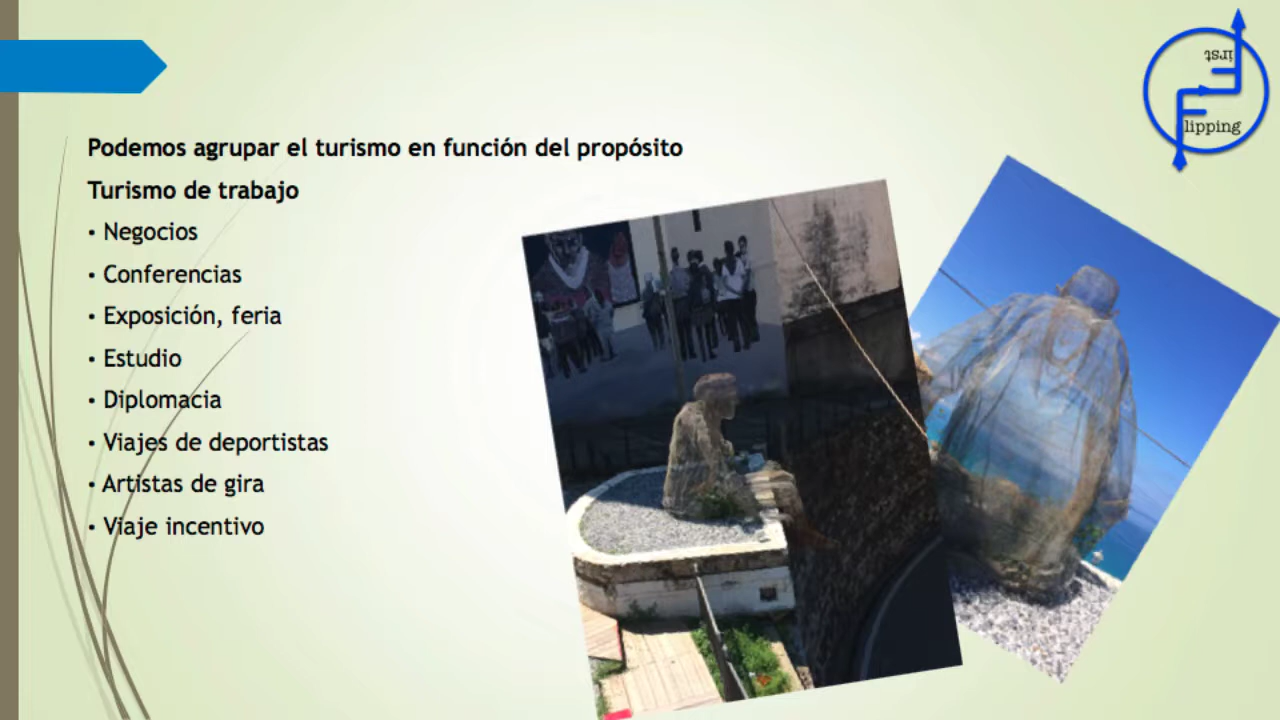 Podemos agrupar el turismo en función del propósito
Turismo de trabajo
• Negocios
• Conferencias
• Exposición, feria
• Estudio
• Diplomacia
• Viajes de deportistas
• Artistas de gira
• Viaje incentivo
irst
lipping